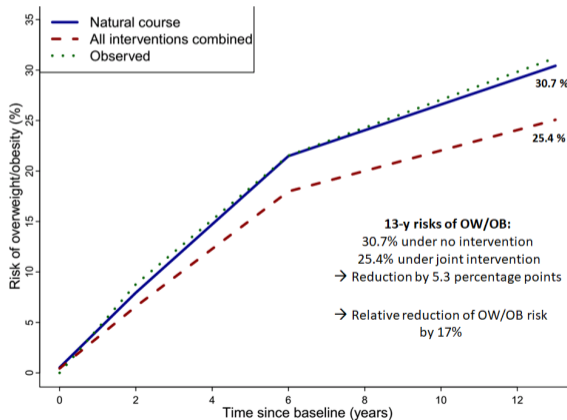 Natural course
All interventions combined
Observed
Risk of overweight/obesity (%)
35
30
25
20
15
10
5
0
30.7 %
25.4 %
13-y risks of OW/OB:
30.7% under no intervention
25.4% under joint intervention
→ Reduction by 5.3 percentage points
→ Relative reduction of OW/OB risk
by 17%
0 2 4 6 8 10 12
Time since baseline (years)